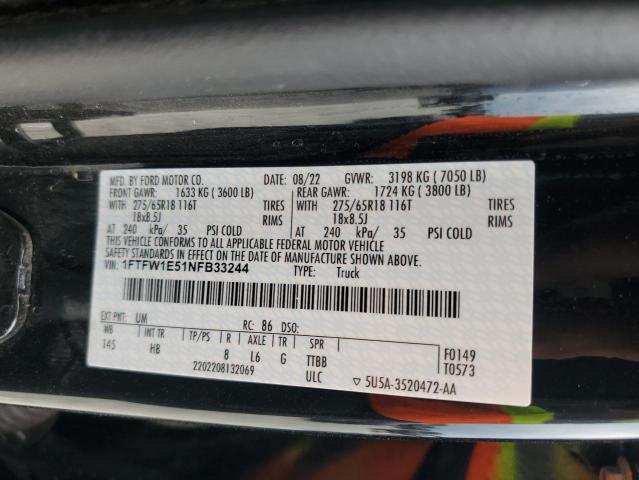 MFD. BY FORD MOTOR CO. DATE: 08/22 GVWR: 3198 KG ( 7050 LB)
FRONT GAWR: 1633 KG ( 3600 LB) REAR GAWR: 1724 KG ( 3800 LB)
WITH 275/65R18 116T TIRES WITH 275/65R18 116T TIRES
18x8.5J RIMS 18x8.5J RIMS
AT 240 kPa/ 35 PSI COLD AT 240 kPa/ 35 PSI COLD
THIS VEHICLE CONFORMS TO ALL APPLICABLE FEDERAL MOTOR VEHICLE
SAFETY STANDARDS IN EFFECT ON THE DATE OF MANUFACTURE SHOWN ABOVE.
VIN: 1FTFW1E51NFB33244 TYPE: Truck
EXT PNT: UM RC: 86 DSO:
WB INT TR TP/PS R AXLE TR SPR F0149
145 HB 8 L6 G TTBB T0573
2202208132069 ULC 5U5A-3520472-AA